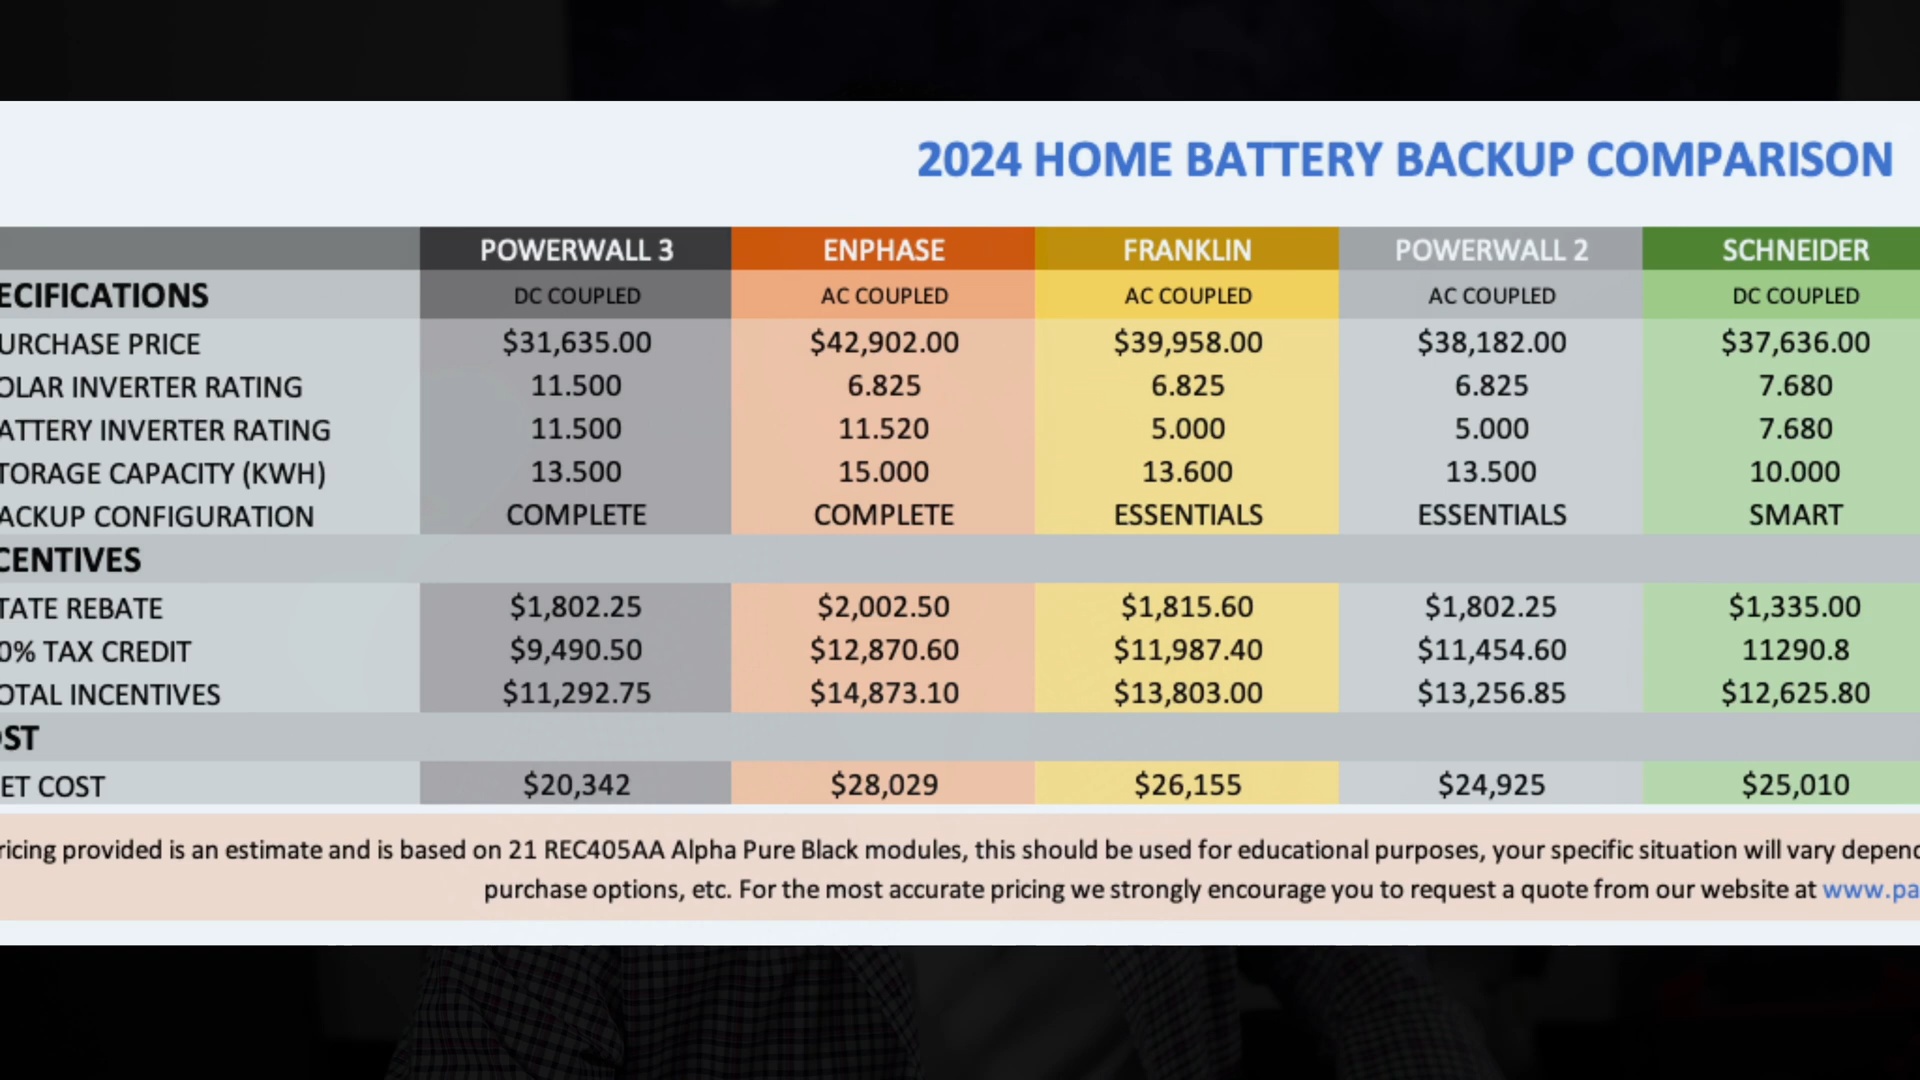 2024 HOME BATTERY BACKUP COMPARISON
POWERWALL 3 ENPHASE FRANKLIN POWERWALL 2 SCHNEIDER
ECIFICATIONS DC COUPLED AC COUPLED AC COUPLED AC COUPLED DC COUPLED
URCHASE PRICE $31,635.00 $42,902.00 $39,958.00 $38,182.00 $37,636.00
OLAR INVERTER RATING 11.500 6.825 6.825 6.825 7.680
ATTERY INVERTER RATING 11.500 11.520 5.000 5.000 7.680
TORAGE CAPACITY (KWH) 13.500 15.000 13.600 13.500 10.000
ACKUP CONFIGURATION COMPLETE COMPLETE ESSENTIALS ESSENTIALS SMART
CENTIVES
TATE REBATE $1,802.25 $2,002.50 $1,815.60 $1,802.25 $1,335.00
0% TAX CREDIT $9,490.50 $12,870.60 $11,987.40 $11,454.60 11290.8
OTAL INCENTIVES $11,292.75 $14,873.10 $13,803.00 $13,256.85 $12,625.80
OST
ET COST $20,342 $28,029 $26,155 $24,925 $25,010
ricing provided is an estimate and is based on 21 REC405AA Alpha Pure Black modules, this should be used for educational purposes, your specific situation will vary depend
purchase options, etc. For the most accurate pricing we strongly encourage you to request a quote from our website at www.pa